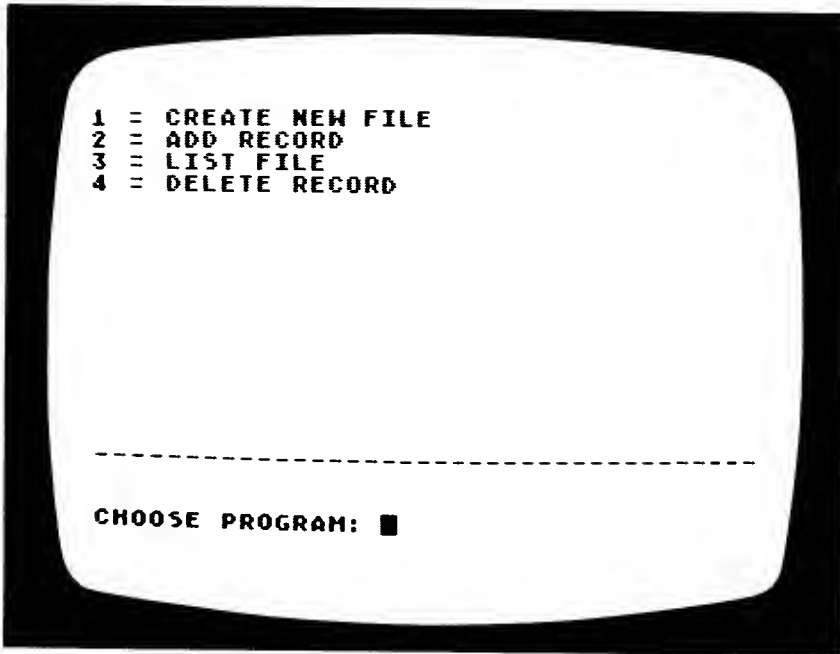 1 = CREATE NEW FILE
2 = ADD RECORD
3 = LIST FILE
4 = DELETE RECORD
----------------------------------------
CHOOSE PROGRAM: